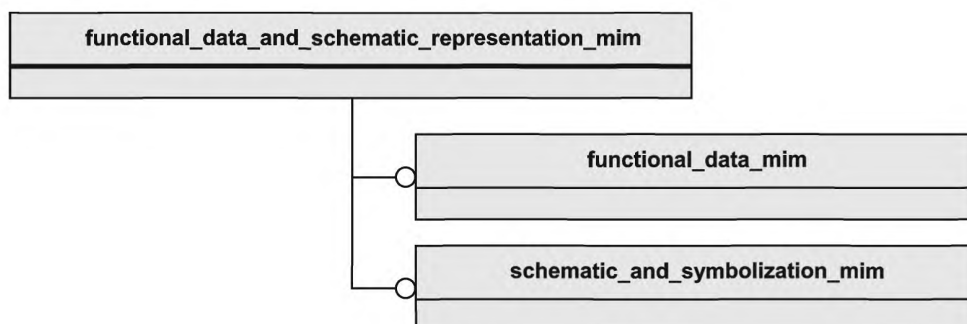 functional_data_and_schematic_representation_mim
functional_data_mim
schematic_and_symbolization_mim